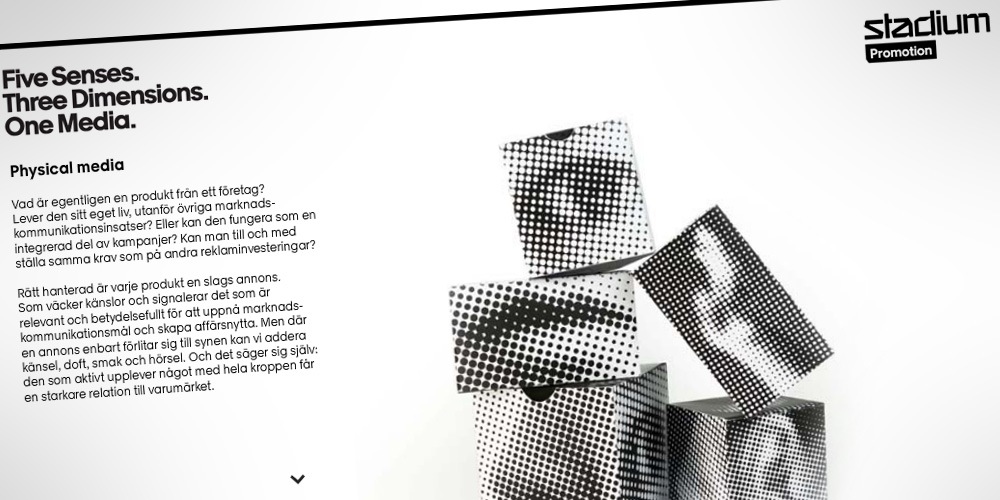 stadium
Promotion
Five Senses.
Three Dimensions.
One Media.
Physical media
Vad är egentligen en produkt från ett företag?
Lever den sitt eget liv, utanför övriga marknads-
kommunikationsinsatser? Eller kan den fungera som en
integrerad del av kampanjer? Kan man till och med
ställa samma krav som på andra reklaminvesteringar?
Rätt hanterad är varje produkt en slags annons.
Som väcker känslor och signalerar det som är
relevant och betydelsefullt för att uppnå marknads-
kommunikationsmål och skapa affärsnytta. Men där
en annons enbart förlitar sig till synen kan vi addera
känsel, doft, smak och hörsel. Och det säger sig själv:
den som aktivt upplever något med hela kroppen får
en starkare relation till varumärket.